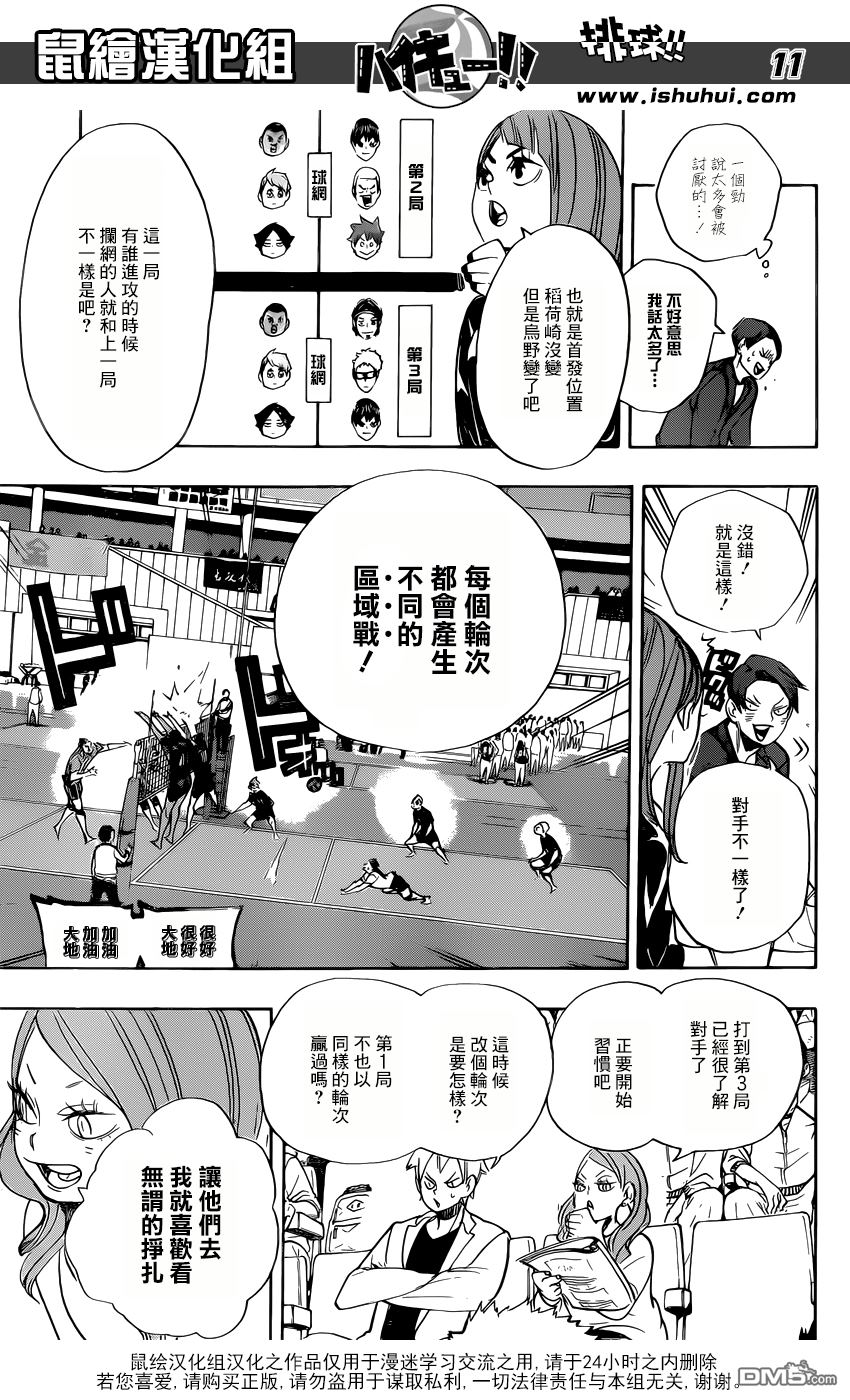 鼠繪漢化組
ハイキュー!!
排球!!
11
www.ishuhui.com
一個勁
說太多會被
討厭的…!
不好意思
我話太多了…
也就是首發位置
稻荷崎沒變
但是烏野變了吧
第2局
球網
第3局
球網
這一局
有誰進攻的時候
攔網的人就和上一局
不一樣是吧?
沒錯!
就是這樣!
對手不一樣了!
每個輪次
都會產生
不同的
區域戰!
ドドドド
很好
很好
大地
加油
加油
大地
打到第3局
已經很了解
對手了
正要開始
習慣吧
這時候
改個輪次
是要怎樣?
第1局
不也以
同樣的輪次
贏過嗎?
讓他們去
我就喜歡看
無謂的掙扎
鼠绘汉化组汉化之作品仅用于漫迷学习交流之用, 请于24小时之内删除
若您喜爱, 请购买正版, 请勿盗用于谋取私利, 一切法律责任与本组无关, 谢谢。
DM5.com